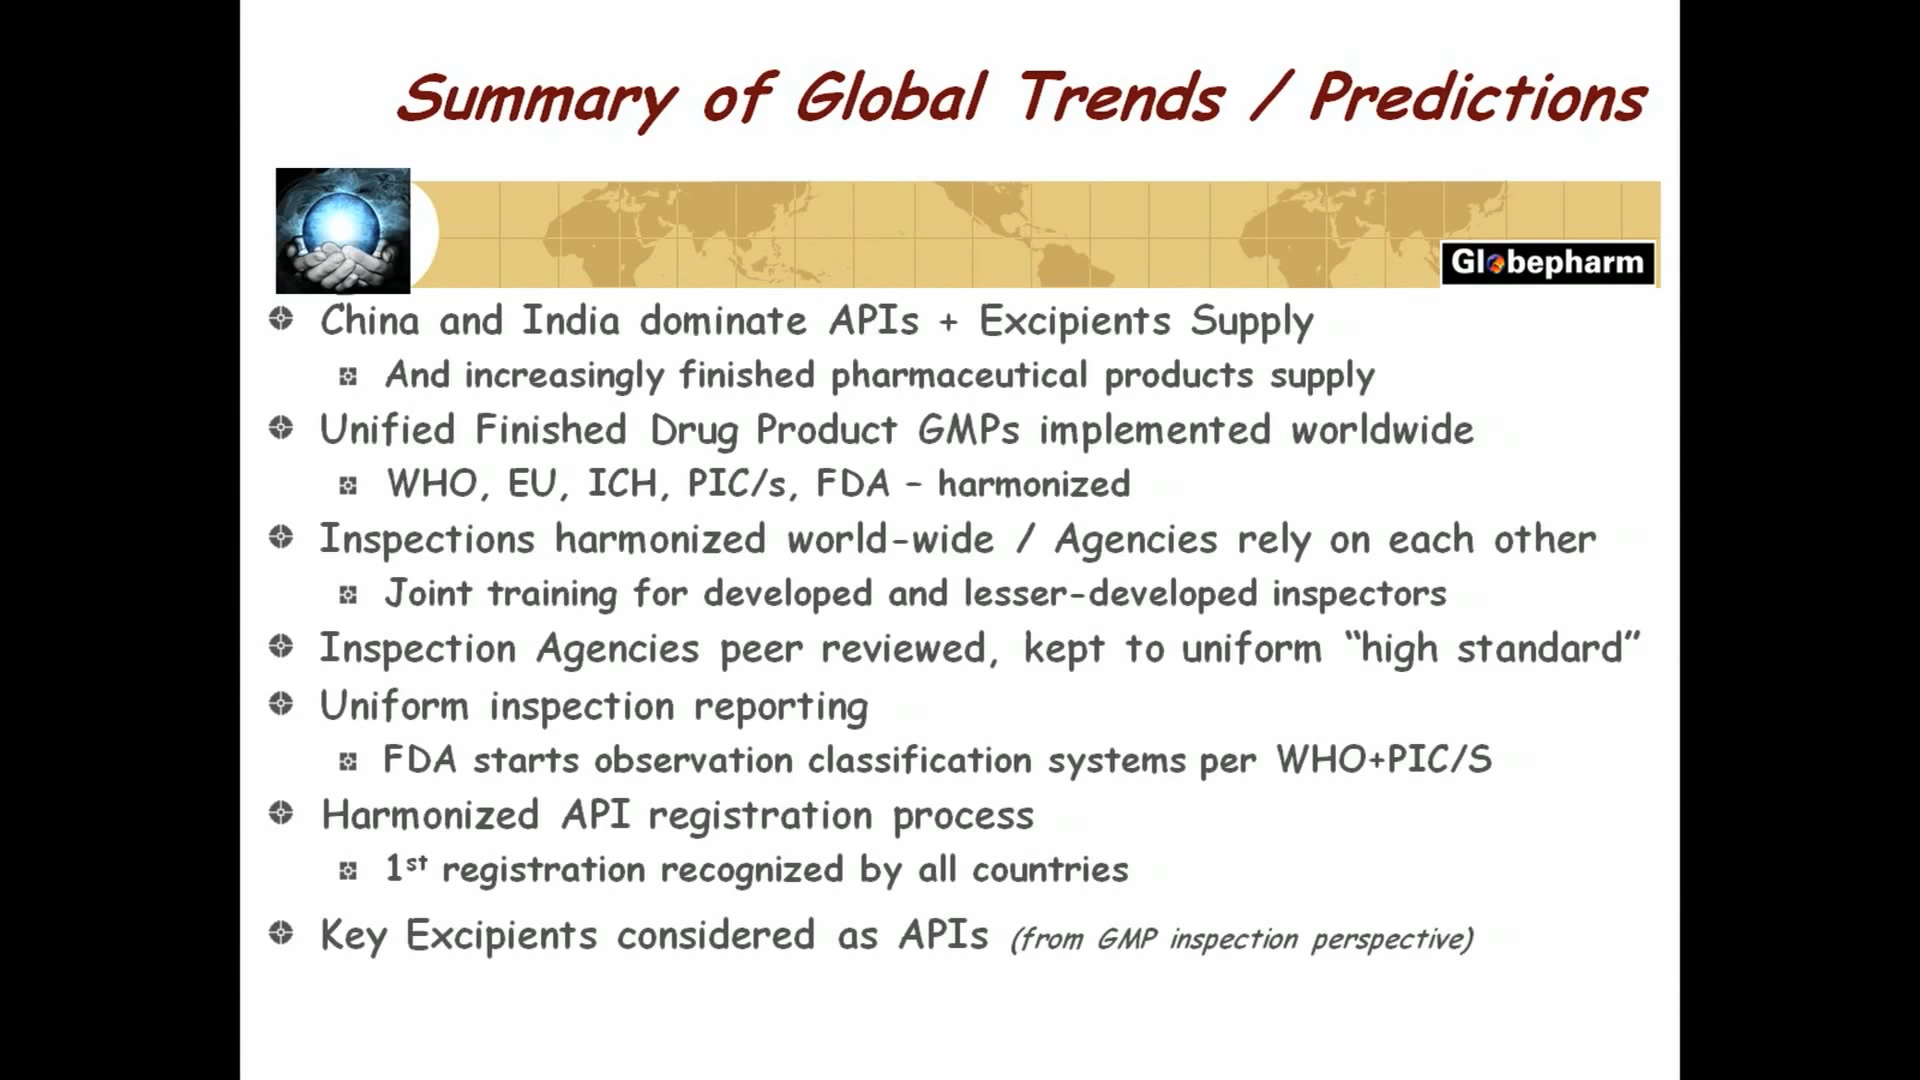 Summary of Global Trends / Predictions
Globepharm
China and India dominate APIs + Excipients Supply
And increasingly finished pharmaceutical products supply
Unified Finished Drug Product GMPs implemented worldwide
WHO, EU, ICH, PIC/s, FDA – harmonized
Inspections harmonized world-wide / Agencies rely on each other
Joint training for developed and lesser-developed inspectors
Inspection Agencies peer reviewed, kept to uniform “high standard”
Uniform inspection reporting
FDA starts observation classification systems per WHO+PIC/S
Harmonized API registration process
1st registration recognized by all countries
Key Excipients considered as APIs (from GMP inspection perspective)